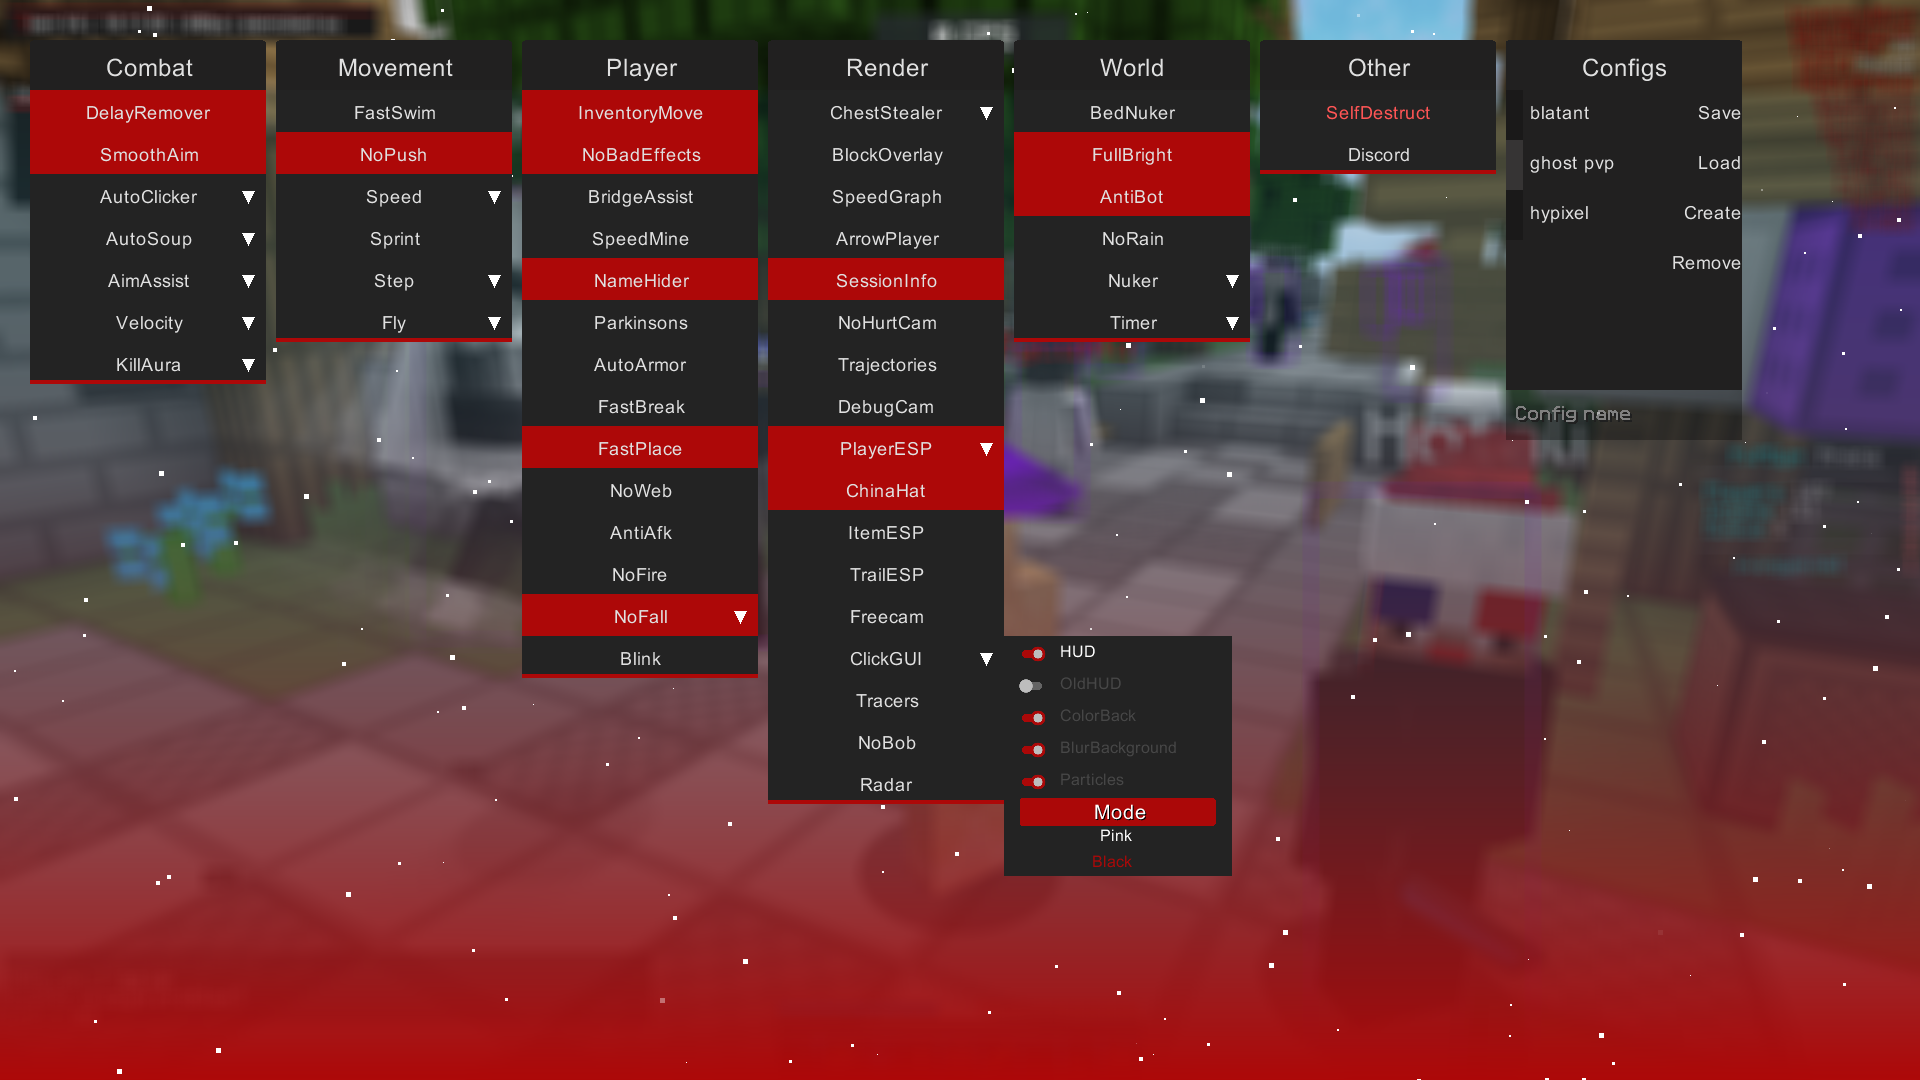 Combat
DelayRemover
SmoothAim
AutoClicker
AutoSoup
AimAssist
Velocity
KillAura
Movement
FastSwim
NoPush
Speed
Sprint
Step
Fly
Player
InventoryMove
NoBadEffects
BridgeAssist
SpeedMine
NameHider
Parkinsons
AutoArmor
FastBreak
FastPlace
NoWeb
AntiAfk
NoFire
NoFall
Blink
Render
ChestStealer
BlockOverlay
SpeedGraph
ArrowPlayer
SessionInfo
NoHurtCam
Trajectories
DebugCam
PlayerESP
ChinaHat
ItemESP
TrailESP
Freecam
ClickGUI
Tracers
NoBob
Radar
HUD
OldHUD
ColorBack
BlurBackground
Particles
Mode
Pink
Black
World
BedNuker
FullBright
AntiBot
NoRain
Nuker
Timer
Other
SelfDestruct
Discord
Configs
blatant Save
ghost pvp Load
hypixel Create
Remove
Config name